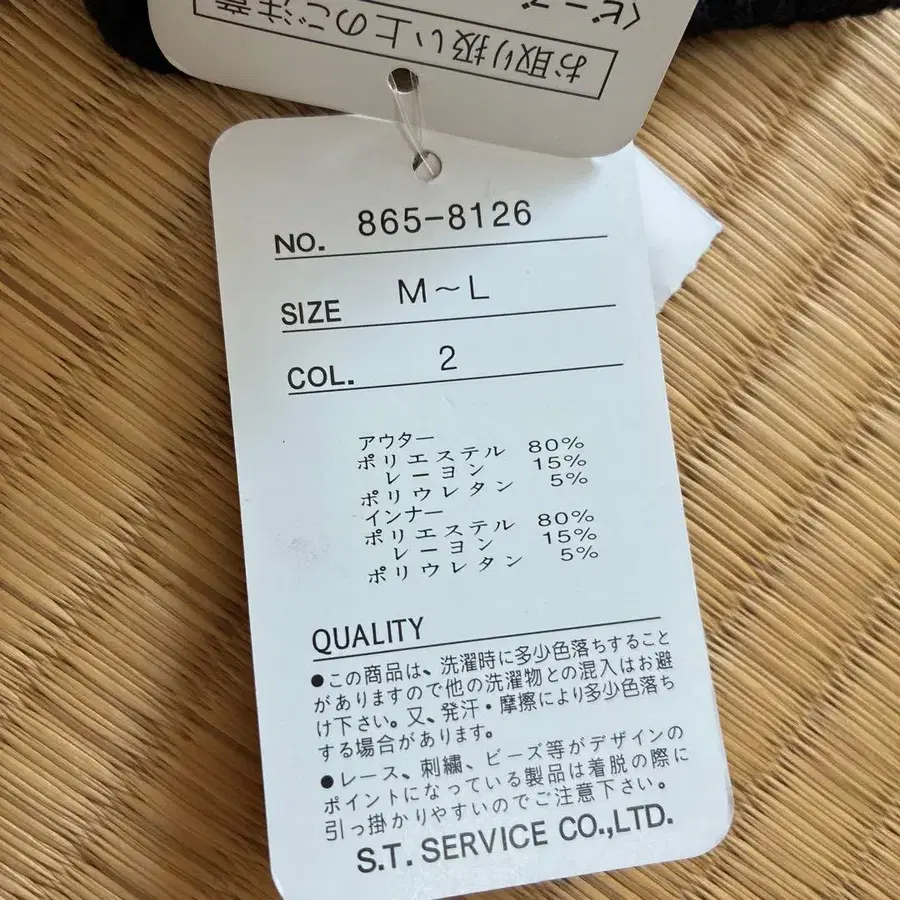 〈ビーズ
お取り扱い上のご注意
NO. 865-8126
SIZE M～L
COL. 2
アウター
ポリエステル 80%
レーヨン 15%
ポリウレタン 5%
インナー
ポリエステル 80%
レーヨン 15%
ポリウレタン 5%
QUALITY
●この商品は、洗濯時に多少色落ちすること
がありますので他の洗濯物との混入はお避
け下さい。又、発汗・摩擦により多少色落ち
する場合があります。
●レース、刺繍、ビーズ等がデザインの
ポイントになっている製品は着脱の際に
引っ掛かりやすいのでご注意下さい。
S.T. SERVICE CO.,LTD.